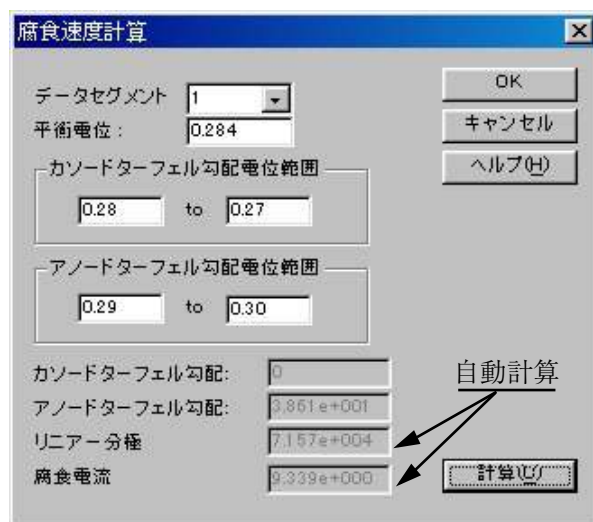 腐食速度計算
データセグメント 1
平衡電位: 0.284
カソードターフェル勾配電位範囲
0.28 to 0.27
アノードターフェル勾配電位範囲
0.29 to 0.30
カソードターフェル勾配: 0
アノードターフェル勾配: 3.861e+001
リニアー分極 7.157e+004
腐食電流 9.339e+000
OK
キャンセル
ヘルプ(H)
自動計算
計算(U)